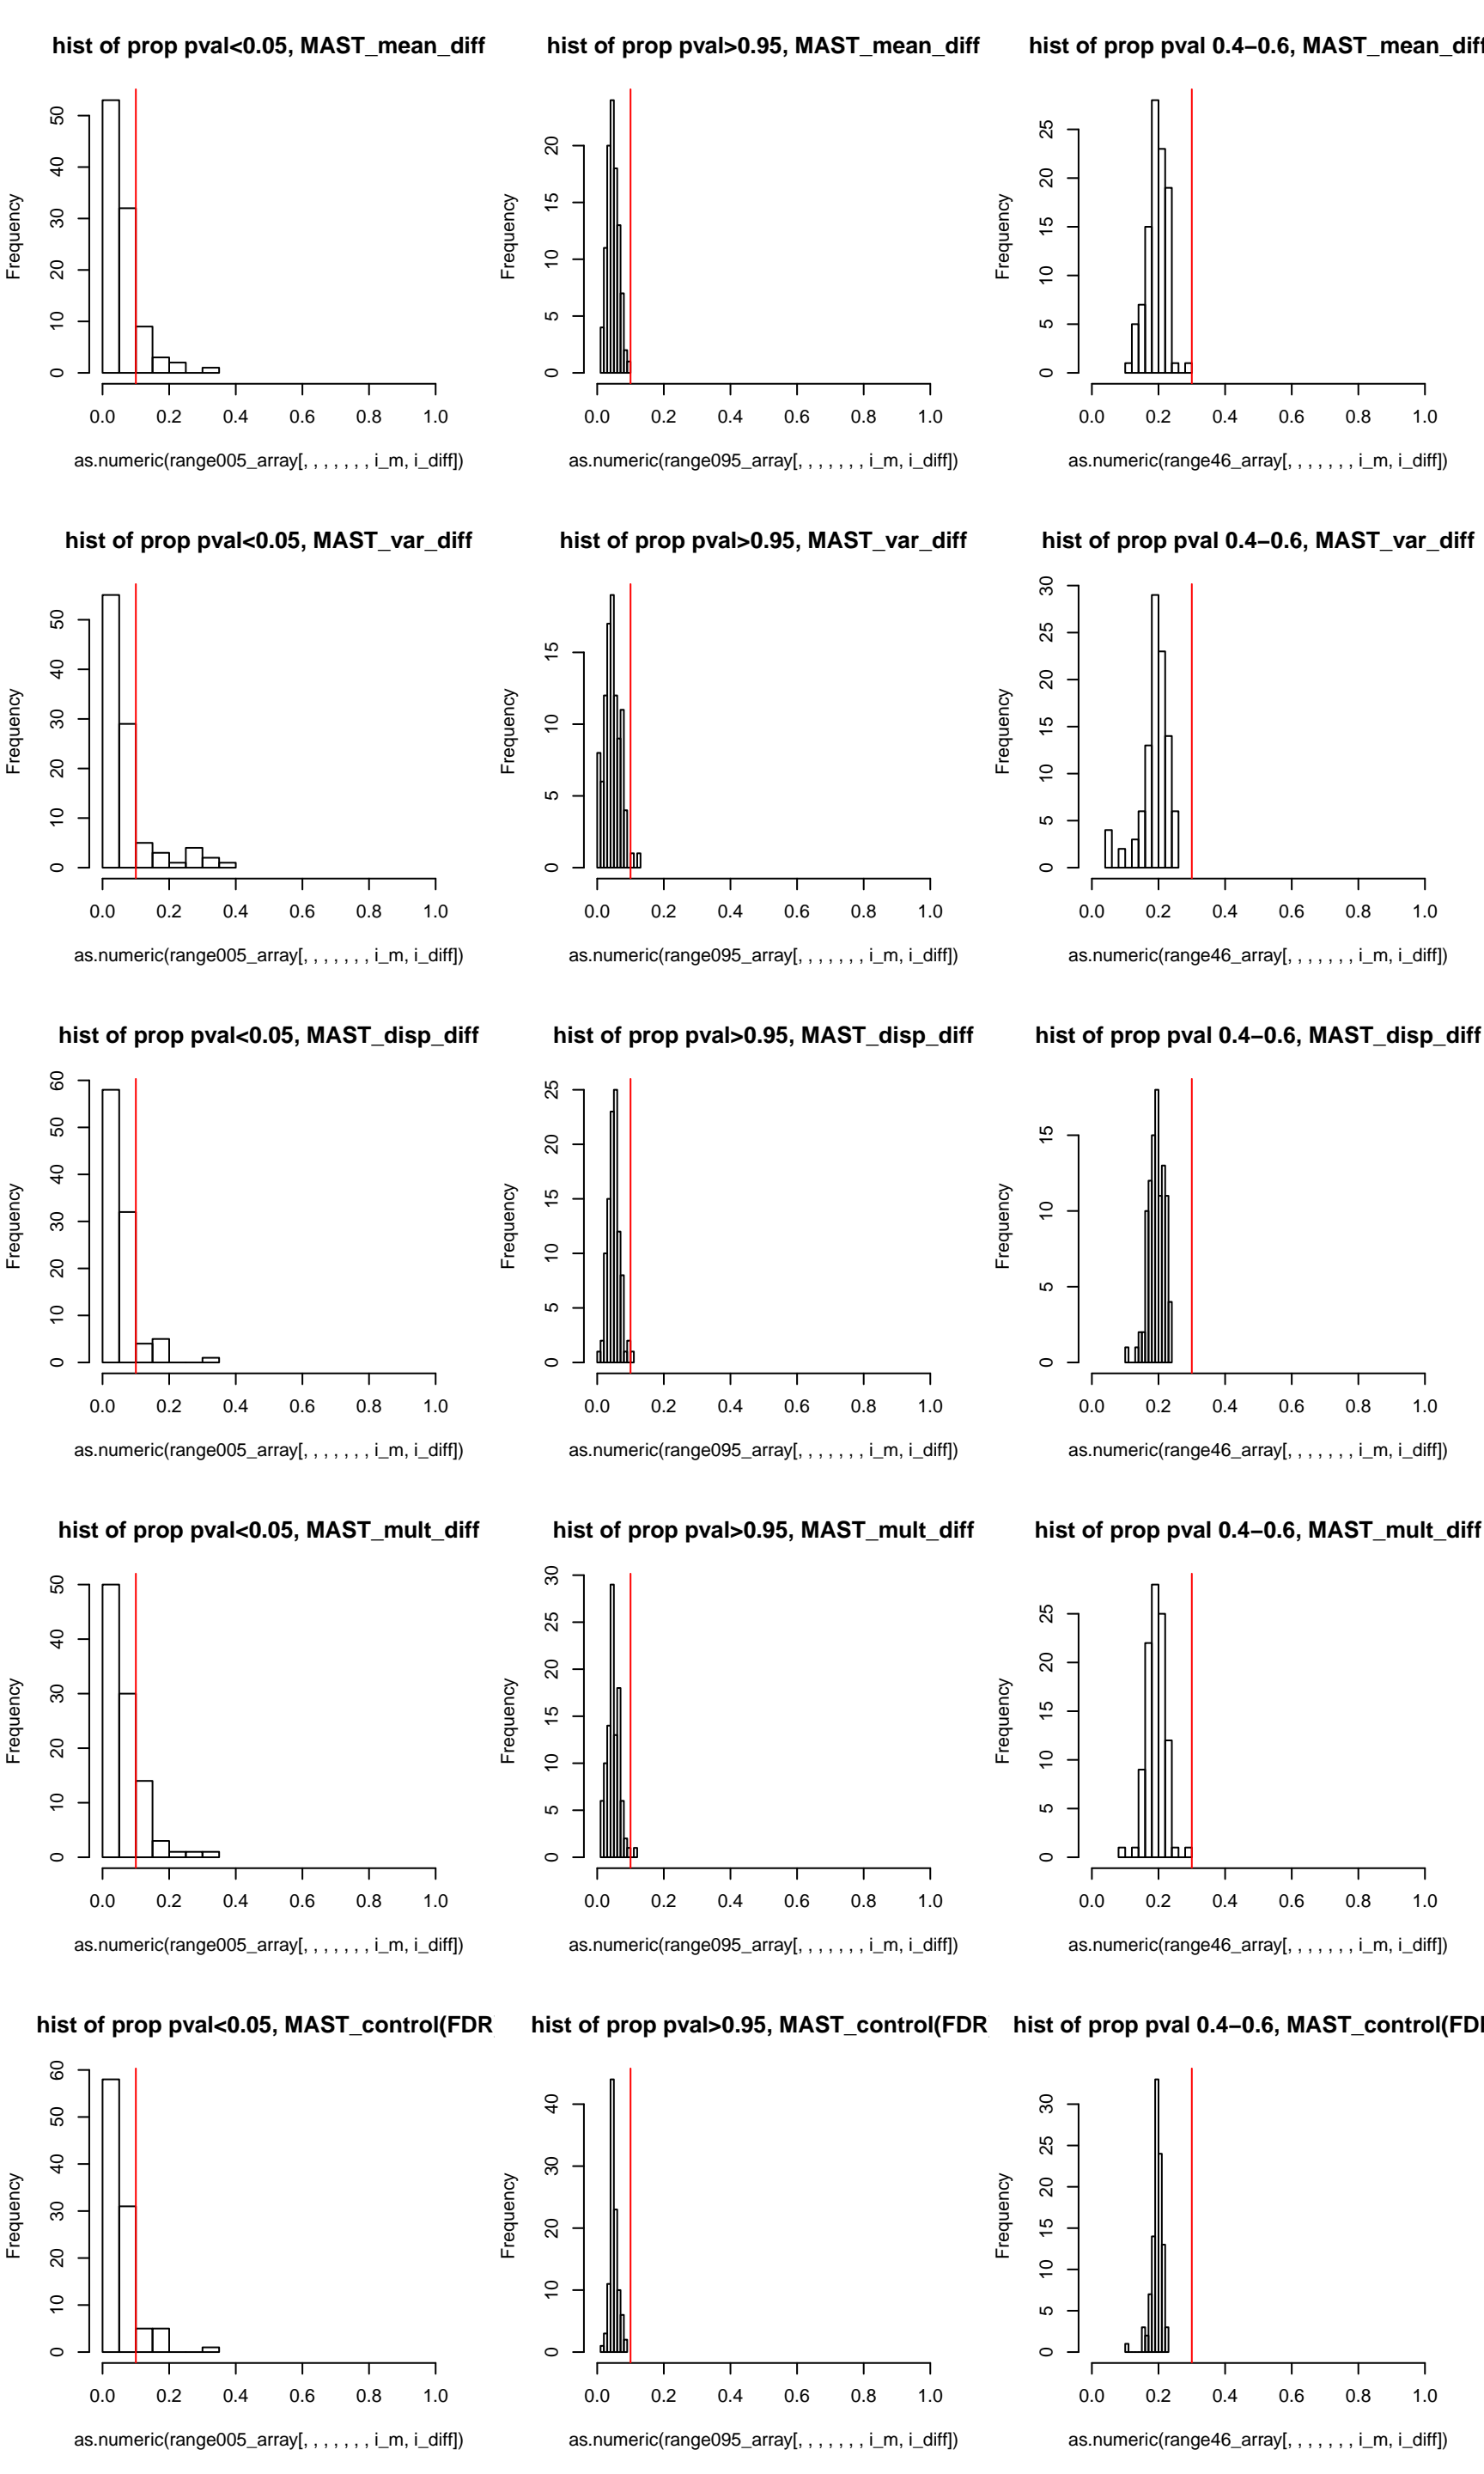 hist of prop pval<0.05, MAST_mean_diff
Frequency
0 10 20 30 40 50
0.0 0.2 0.4 0.6 0.8 1.0
as.numeric(range005_array[, , , , , , , i_m, i_diff])
hist of prop pval>0.95, MAST_mean_diff
Frequency
0 5 10 15 20
0.0 0.2 0.4 0.6 0.8 1.0
as.numeric(range095_array[, , , , , , , i_m, i_diff])
hist of prop pval 0.4−0.6, MAST_mean_diff
Frequency
0 5 10 15 20 25
0.0 0.2 0.4 0.6 0.8 1.0
as.numeric(range46_array[, , , , , , , i_m, i_diff])
hist of prop pval<0.05, MAST_var_diff
Frequency
0 10 20 30 40 50
0.0 0.2 0.4 0.6 0.8 1.0
as.numeric(range005_array[, , , , , , , i_m, i_diff])
hist of prop pval>0.95, MAST_var_diff
Frequency
0 5 10 15
0.0 0.2 0.4 0.6 0.8 1.0
as.numeric(range095_array[, , , , , , , i_m, i_diff])
hist of prop pval 0.4−0.6, MAST_var_diff
Frequency
0 5 10 15 20 25 30
0.0 0.2 0.4 0.6 0.8 1.0
as.numeric(range46_array[, , , , , , , i_m, i_diff])
hist of prop pval<0.05, MAST_disp_diff
Frequency
0 10 20 30 40 50 60
0.0 0.2 0.4 0.6 0.8 1.0
as.numeric(range005_array[, , , , , , , i_m, i_diff])
hist of prop pval>0.95, MAST_disp_diff
Frequency
0 5 10 15 20 25
0.0 0.2 0.4 0.6 0.8 1.0
as.numeric(range095_array[, , , , , , , i_m, i_diff])
hist of prop pval 0.4−0.6, MAST_disp_diff
Frequency
0 5 10 15
0.0 0.2 0.4 0.6 0.8 1.0
as.numeric(range46_array[, , , , , , , i_m, i_diff])
hist of prop pval<0.05, MAST_mult_diff
Frequency
0 10 20 30 40 50
0.0 0.2 0.4 0.6 0.8 1.0
as.numeric(range005_array[, , , , , , , i_m, i_diff])
hist of prop pval>0.95, MAST_mult_diff
Frequency
0 5 10 15 20 25 30
0.0 0.2 0.4 0.6 0.8 1.0
as.numeric(range095_array[, , , , , , , i_m, i_diff])
hist of prop pval 0.4−0.6, MAST_mult_diff
Frequency
0 5 10 15 20 25
0.0 0.2 0.4 0.6 0.8 1.0
as.numeric(range46_array[, , , , , , , i_m, i_diff])
hist of prop pval<0.05, MAST_control(FDR
Frequency
0 10 20 30 40 50 60
0.0 0.2 0.4 0.6 0.8 1.0
as.numeric(range005_array[, , , , , , , i_m, i_diff])
hist of prop pval>0.95, MAST_control(FDR
Frequency
0 10 20 30 40
0.0 0.2 0.4 0.6 0.8 1.0
as.numeric(range095_array[, , , , , , , i_m, i_diff])
hist of prop pval 0.4−0.6, MAST_control(FD
Frequency
0 5 10 15 20 25 30
0.0 0.2 0.4 0.6 0.8 1.0
as.numeric(range46_array[, , , , , , , i_m, i_diff])